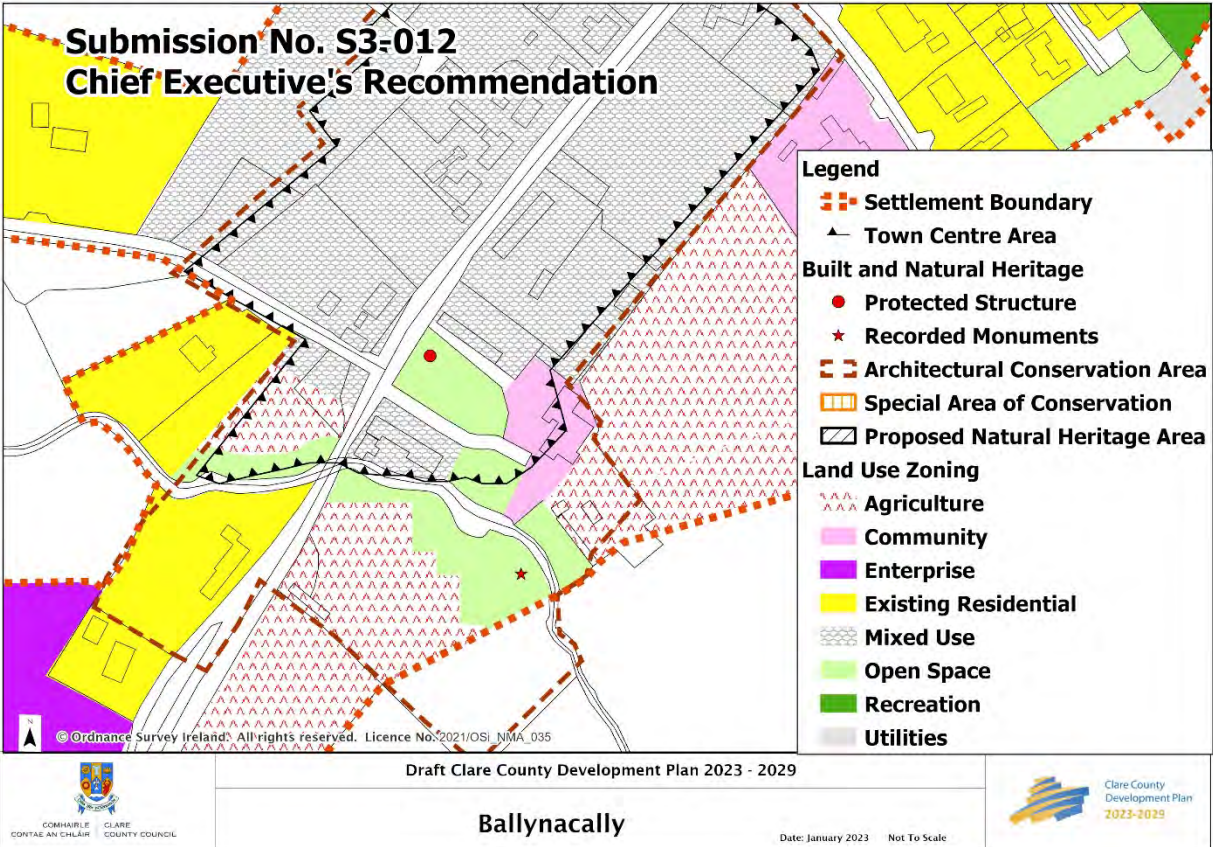 Submission No. S3-012
Chief Executive's Recommendation
Legend
Settlement Boundary
Town Centre Area
Built and Natural Heritage
Protected Structure
Recorded Monuments
Architectural Conservation Area
Special Area of Conservation
Proposed Natural Heritage Area
Land Use Zoning
Agriculture
Community
Enterprise
Existing Residential
Mixed Use
Open Space
Recreation
Utilities
N
© Ordnance Survey Ireland. All rights reserved. Licence No. 2021/OSi_NMA_035
Draft Clare County Development Plan 2023 - 2029
Ballynacally
Date: January 2023 Not To Scale
COMHAIRLE CLARE
CONTAE AN CHLÁIR COUNTY COUNCIL
Clare County
Development Plan
2023-2029